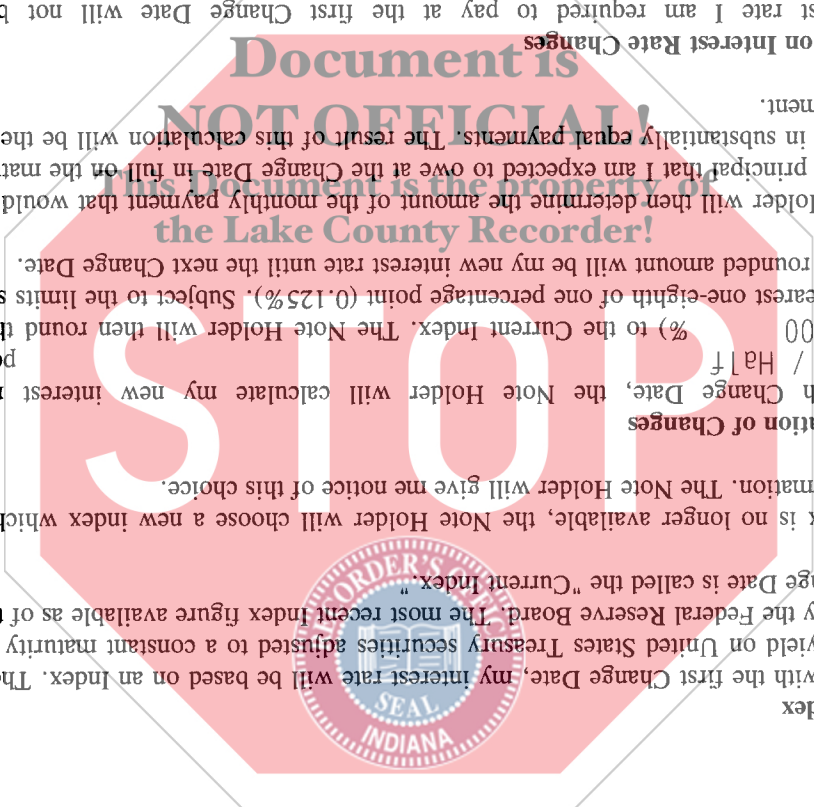 Document is
NOT OFFICIAL!
This Document is the property of
the Lake County Recorder!
STOP
RECORDER'S OFFICE
SEAL
INDIANA
dex
with the first Change Date, my interest rate will be based on an Index. The
yield on United States Treasury securities adjusted to a constant maturity
y the Federal Reserve Board. The most recent Index figure available as of
nge Date is called the "Current Index."
x is no longer available, the Note Holder will choose a new index which
mation. The Note Holder will give me notice of this choice.
ation of Changes
h Change Date, the Note Holder will calculate my new interest
/ Half
00 %) to the Current Index. The Note Holder will then round th
earest one-eighth of one percentage point (0.125%). Subject to the limits s
rounded amount will be my new interest rate until the next Change Date.
older will then determine the amount of the monthly payment that would
principal that I am expected to owe at the Change Date in full on the mat
in substantially equal payments. The result of this calculation will be the
ment.
on Interest Rate Changes
st rate I am required to pay at the first Change Date will not b